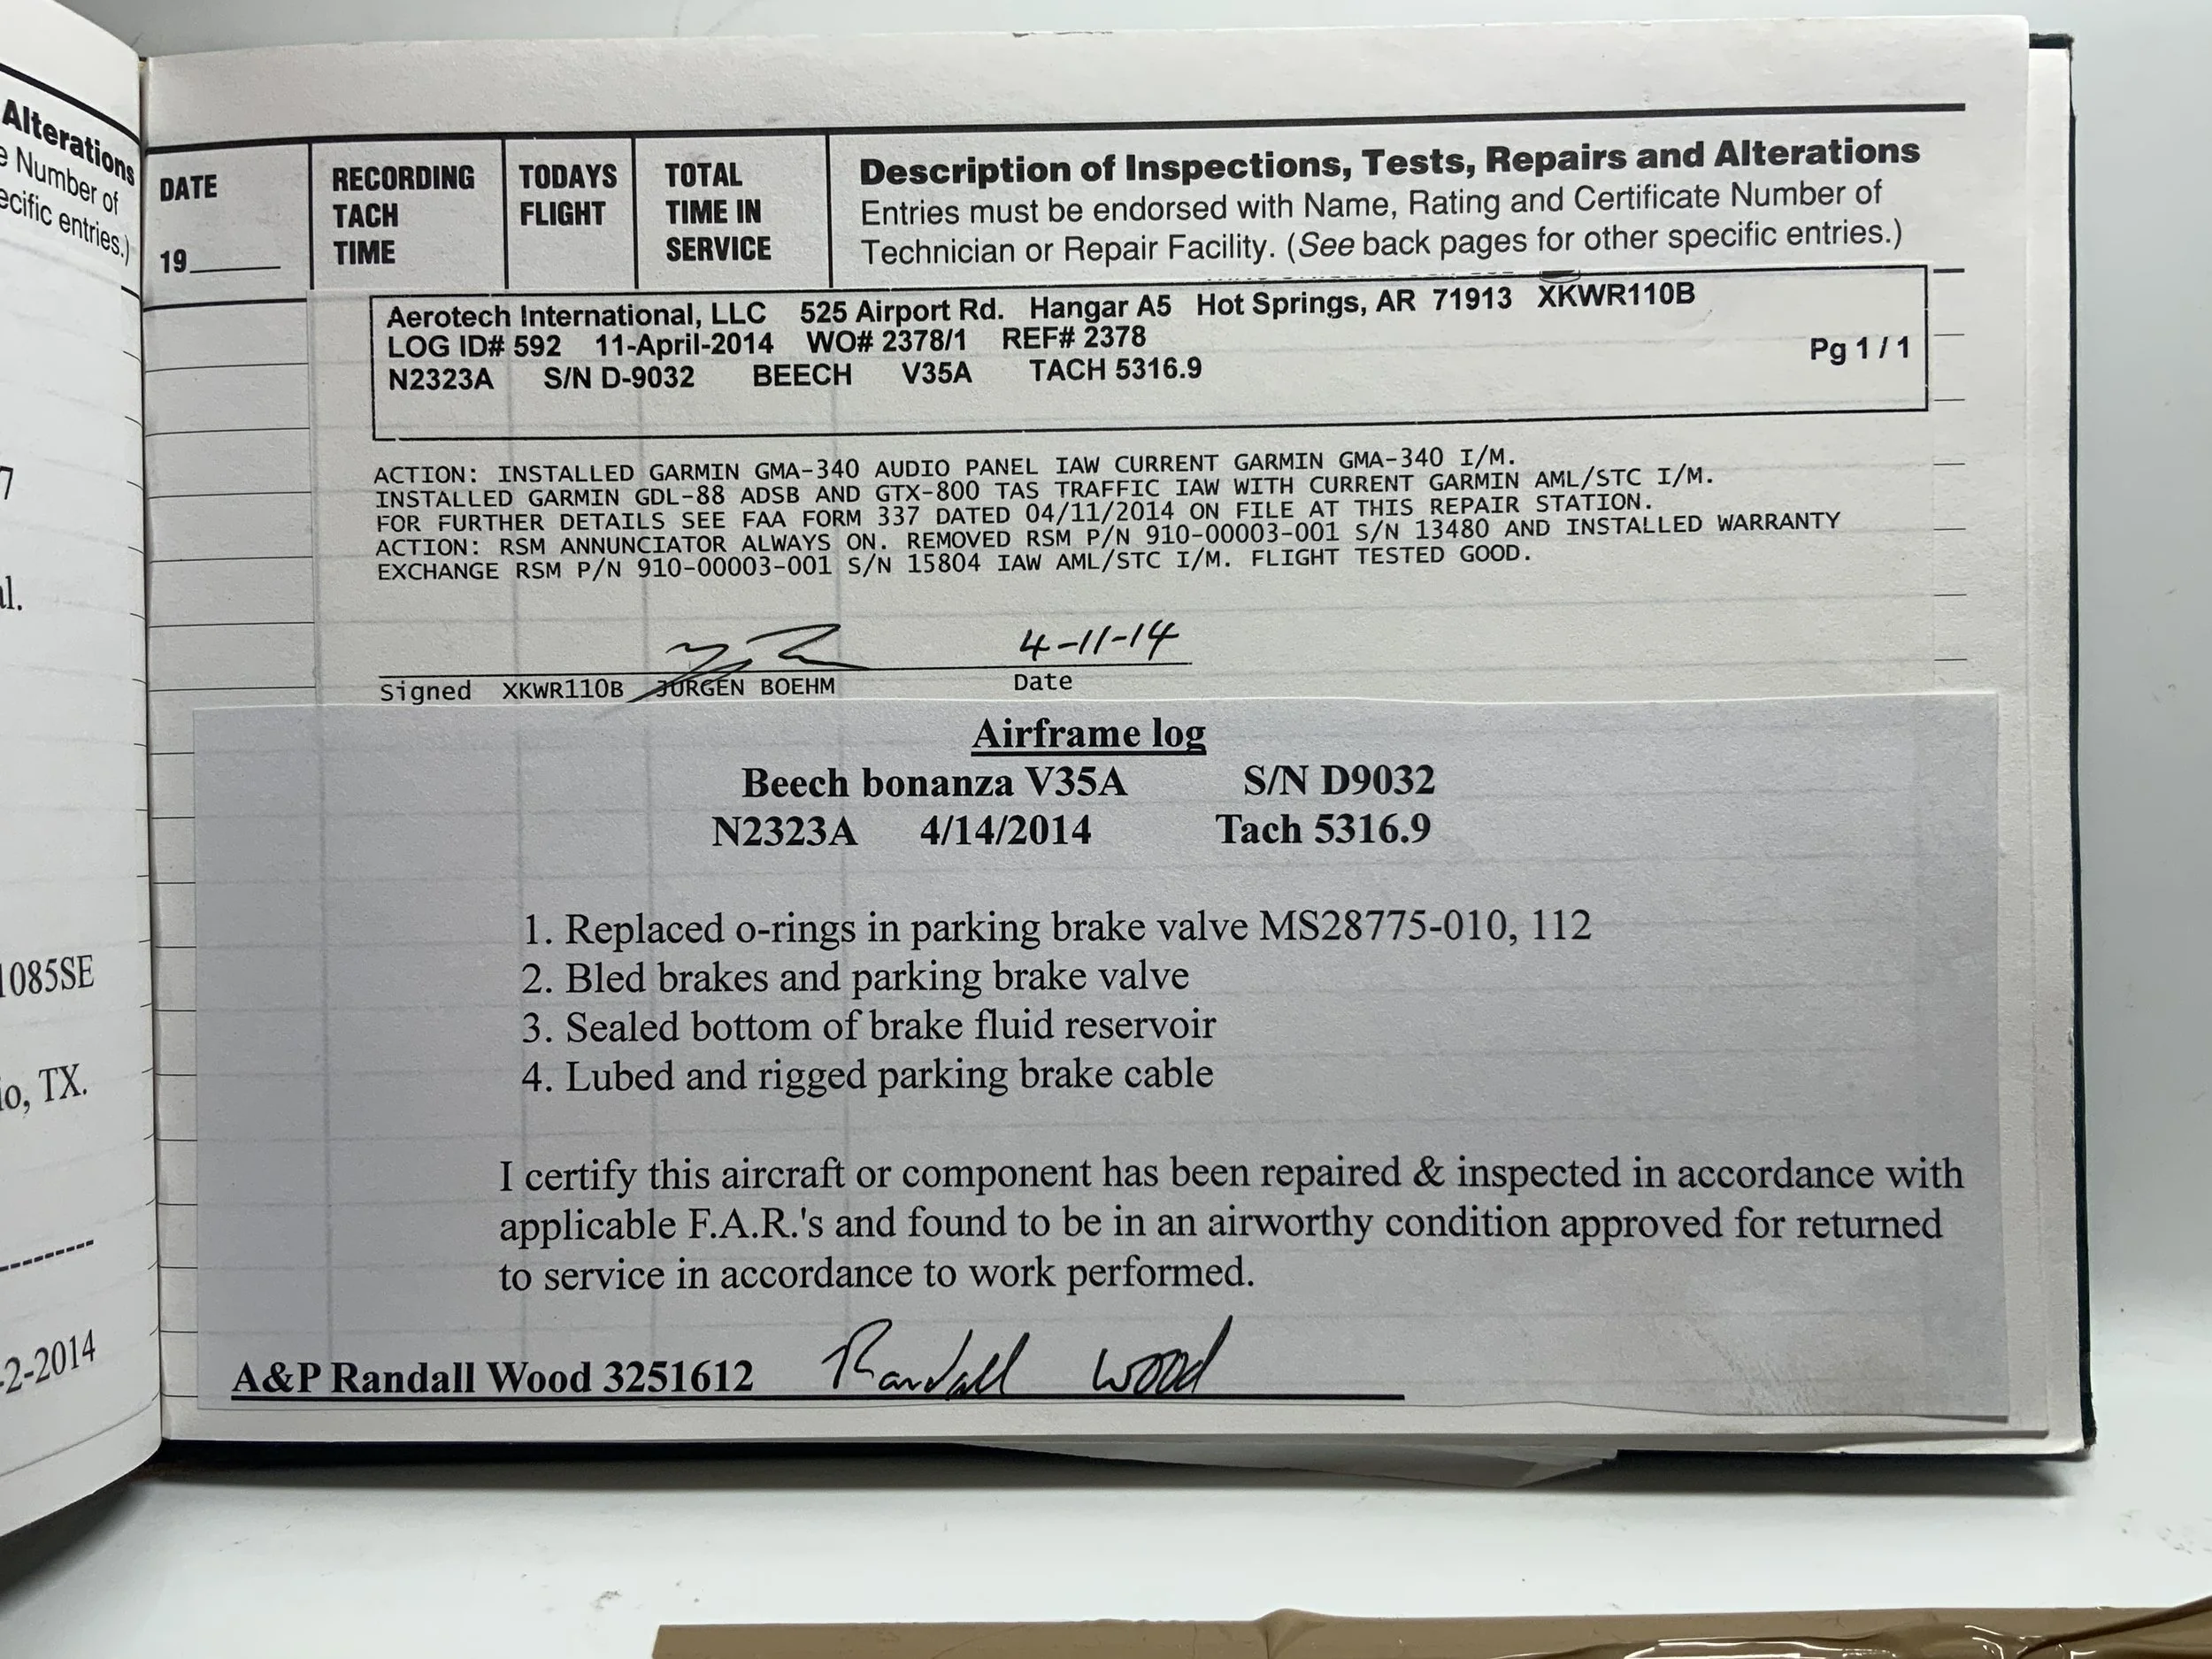 Alterations
e Number of
ecific entries.)
7
al.
1085SE
io, TX.
-2-2014
DATE
19
RECORDING
TACH
TIME
TODAYS
FLIGHT
TOTAL
TIME IN
SERVICE
Description of Inspections, Tests, Repairs and Alterations
Entries must be endorsed with Name, Rating and Certificate Number of
Technician or Repair Facility. (See back pages for other specific entries.)
Aerotech International, LLC 525 Airport Rd. Hangar A5 Hot Springs, AR 71913 XKWR110B
LOG ID# 592 11-April-2014 WO# 2378/1 REF# 2378
Pg 1 / 1
N2323A S/N D-9032 BEECH V35A TACH 5316.9
ACTION: INSTALLED GARMIN GMA-340 AUDIO PANEL IAW CURRENT GARMIN GMA-340 I/M.
INSTALLED GARMIN GDL-88 ADSB AND GTX-800 TAS TRAFFIC IAW WITH CURRENT GARMIN AML/STC I/M.
FOR FURTHER DETAILS SEE FAA FORM 337 DATED 04/11/2014 ON FILE AT THIS REPAIR STATION.
ACTION: RSM ANNUNCIATOR ALWAYS ON. REMOVED RSM P/N 910-00003-001 S/N 13480 AND INSTALLED WARRANTY
EXCHANGE RSM P/N 910-00003-001 S/N 15804 IAW AML/STC I/M. FLIGHT TESTED GOOD.
4-11-14
Signed XKWR110B JURGEN BOEHM Date
Airframe log
Beech bonanza V35A S/N D9032
N2323A 4/14/2014 Tach 5316.9
1. Replaced o-rings in parking brake valve MS28775-010, 112
2. Bled brakes and parking brake valve
3. Sealed bottom of brake fluid reservoir
4. Lubed and rigged parking brake cable
I certify this aircraft or component has been repaired & inspected in accordance with
applicable F.A.R.'s and found to be in an airworthy condition approved for returned
to service in accordance to work performed.
A&P Randall Wood 3251612 Randall Wood